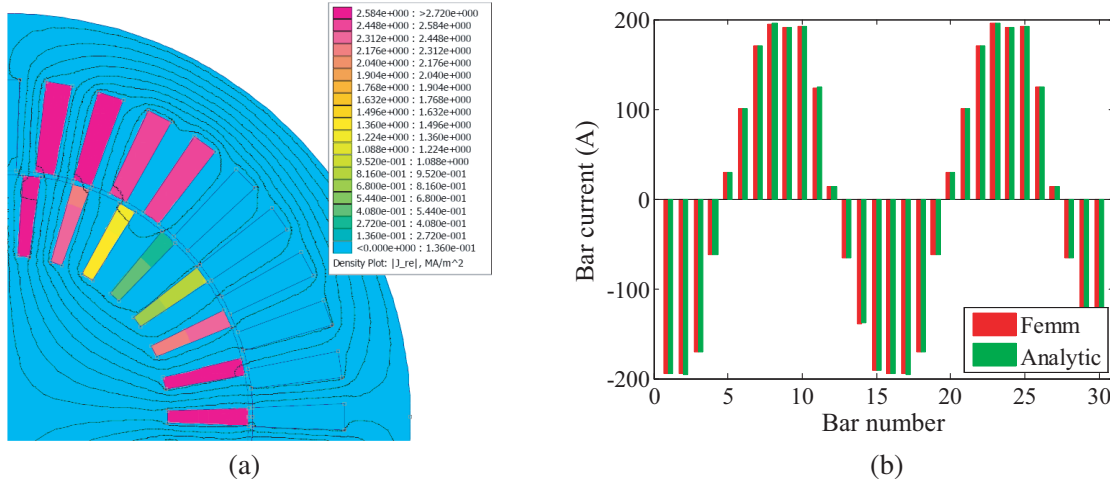 2.584e+000 : >2.720e+000
2.448e+000 : 2.584e+000
2.312e+000 : 2.448e+000
2.176e+000 : 2.312e+000
2.040e+000 : 2.176e+000
1.904e+000 : 2.040e+000
1.768e+000 : 1.904e+000
1.632e+000 : 1.768e+000
1.496e+000 : 1.632e+000
1.360e+000 : 1.496e+000
1.224e+000 : 1.360e+000
1.088e+000 : 1.224e+000
9.520e-001 : 1.088e+000
8.160e-001 : 9.520e-001
6.800e-001 : 8.160e-001
5.440e-001 : 6.800e-001
4.080e-001 : 5.440e-001
2.720e-001 : 4.080e-001
1.360e-001 : 2.720e-001
<0.000e+000 : 1.360e-001
Density Plot: |J_re|, MA/m^2
(a)
Bar current (A)
200
100
0
-100
-200
Femm
Analytic
0 5 10 15 20 25 30
Bar number
(b)